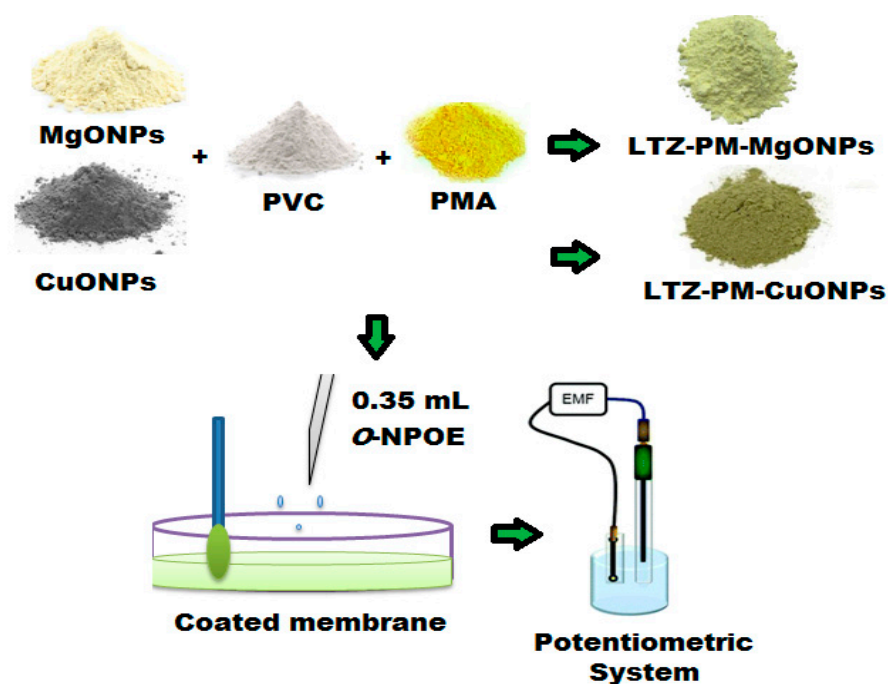 MgONPs
+
PVC
+
PMA
LTZ-PM-MgONPs
CuONPs
LTZ-PM-CuONPs
0.35 mL
O-NPOE
EMF
Coated membrane
Potentiometric
System